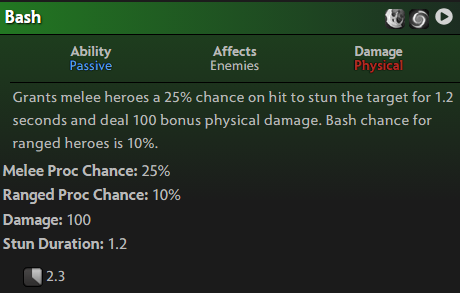 Bash
Ability Affects Damage
Passive Enemies Physical
Grants melee heroes a 25% chance on hit to stun the target for 1.2
seconds and deal 100 bonus physical damage. Bash chance for
ranged heroes is 10%.
Melee Proc Chance: 25%
Ranged Proc Chance: 10%
Damage: 100
Stun Duration: 1.2
2.3